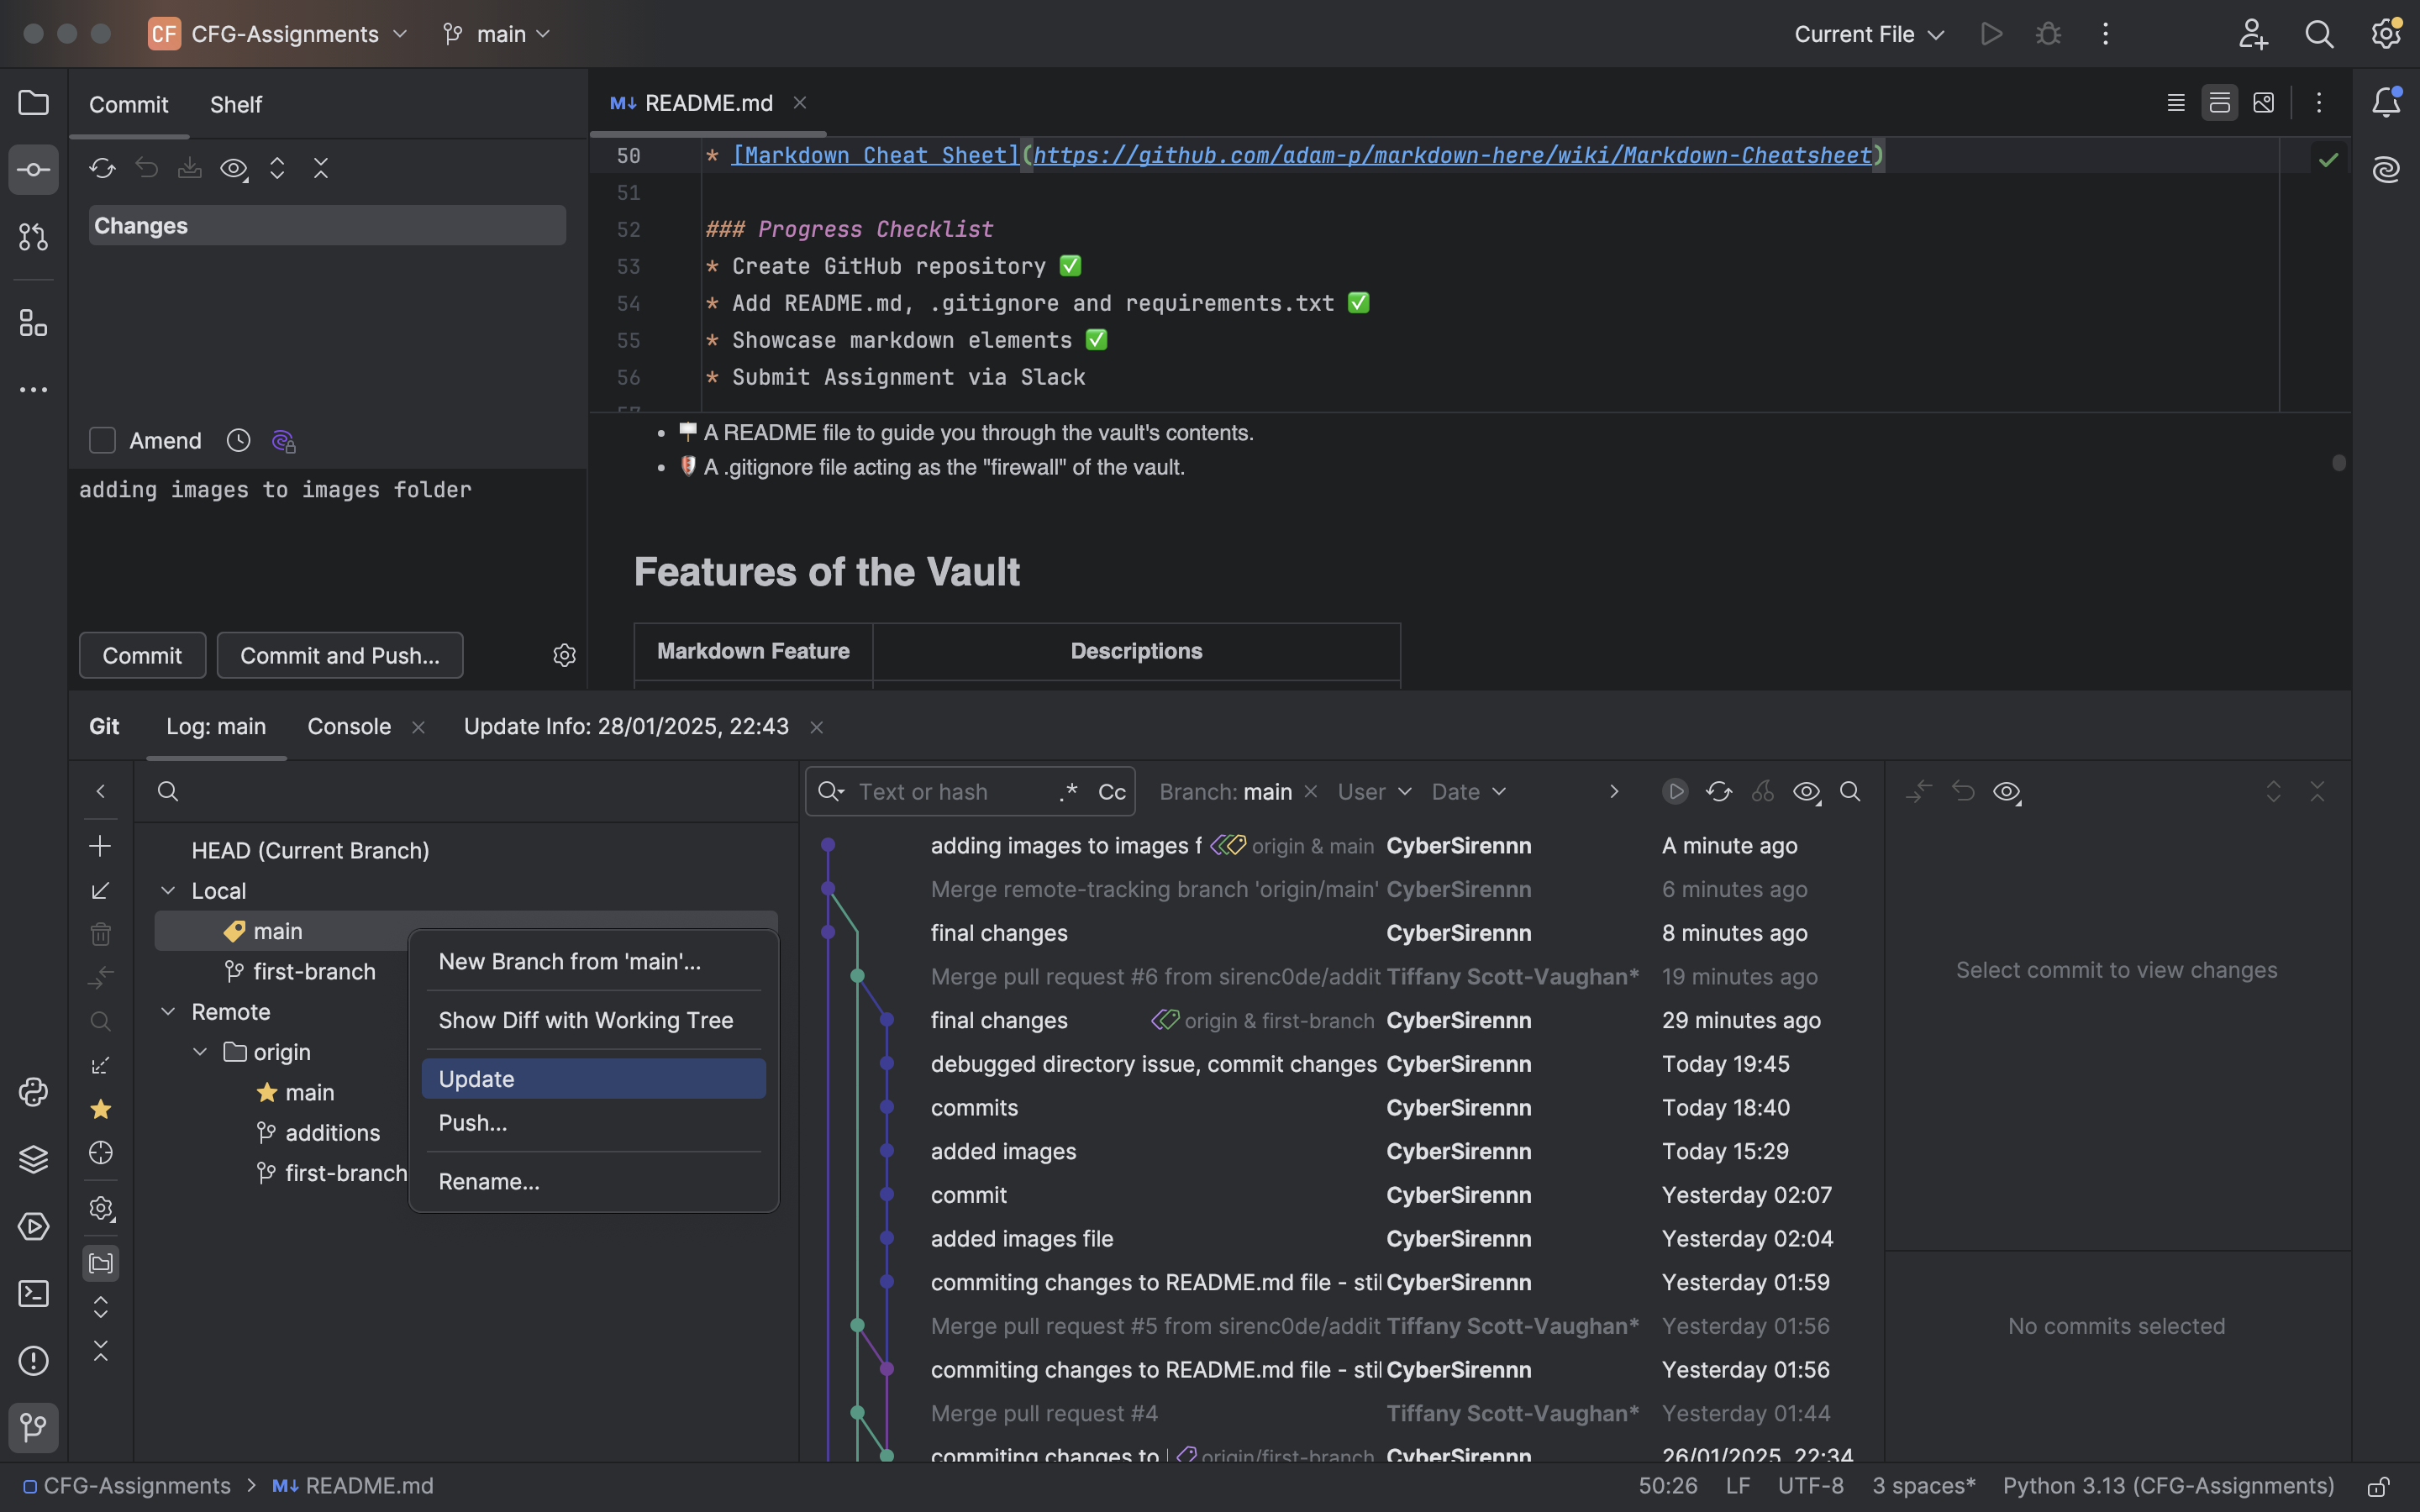 CF CFG-Assignments main Current File
Commit Shelf
Changes
Amend
adding images to images folder
Commit Commit and Push...
M↓ README.md
50 * [Markdown Cheat Sheet](https://github.com/adam-p/markdown-here/wiki/Markdown-Cheatsheet)
51
52 ### Progress Checklist
53 * Create GitHub repository ✅
54 * Add README.md, .gitignore and requirements.txt ✅
55 * Showcase markdown elements ✅
56 * Submit Assignment via Slack
57
• 🪧 A README file to guide you through the vault's contents.
• 🛡 A .gitignore file acting as the "firewall" of the vault.
Features of the Vault
Markdown Feature Descriptions
Git Log: main Console Update Info: 28/01/2025, 22:43
HEAD (Current Branch)
Local
main
first-branch
Remote
origin
main
additions
first-branch
New Branch from 'main'...
Show Diff with Working Tree
Update
Push...
Rename...
Text or hash .* Cc Branch: main User Date
adding images to images f origin & main CyberSirennn A minute ago
Merge remote-tracking branch 'origin/main' CyberSirennn 6 minutes ago
final changes CyberSirennn 8 minutes ago
Merge pull request #6 from sirenc0de/addit Tiffany Scott-Vaughan* 19 minutes ago
final changes origin & first-branch CyberSirennn 29 minutes ago
debugged directory issue, commit changes CyberSirennn Today 19:45
commits CyberSirennn Today 18:40
added images CyberSirennn Today 15:29
commit CyberSirennn Yesterday 02:07
added images file CyberSirennn Yesterday 02:04
commiting changes to README.md file - stil CyberSirennn Yesterday 01:59
Merge pull request #5 from sirenc0de/addit Tiffany Scott-Vaughan* Yesterday 01:56
commiting changes to README.md file - stil CyberSirennn Yesterday 01:56
Merge pull request #4 Tiffany Scott-Vaughan* Yesterday 01:44
commiting changes to origin/first-branch CyberSirennn 26/01/2025, 22:34
Select commit to view changes
No commits selected
CFG-Assignments > M↓ README.md 50:26 LF UTF-8 3 spaces* Python 3.13 (CFG-Assignments)